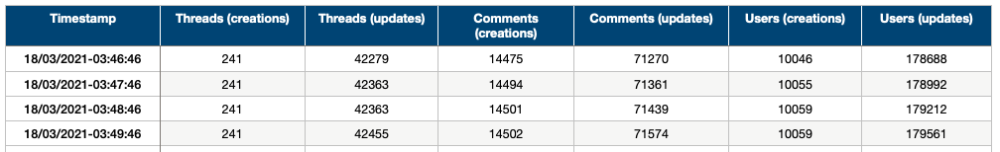 Timestamp Threads (creations) Threads (updates) Comments (creations) Comments (updates) Users (creations) Users (updates)
18/03/2021-03:46:46 241 42279 14475 71270 10046 178688
18/03/2021-03:47:46 241 42363 14494 71361 10055 178992
18/03/2021-03:48:46 241 42363 14501 71439 10059 179212
18/03/2021-03:49:46 241 42455 14502 71574 10059 179561